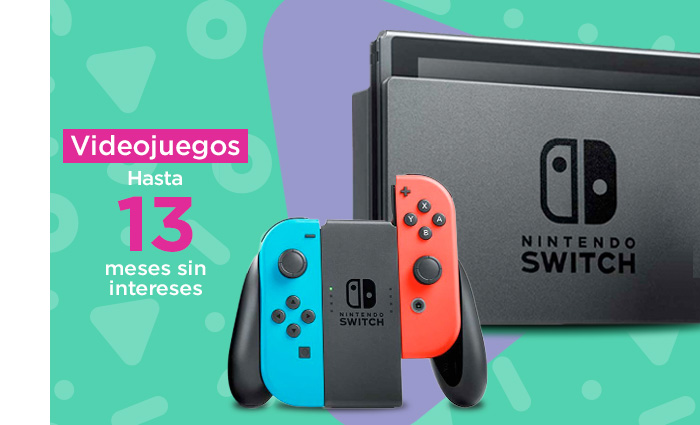 Videojuegos
Hasta
13
meses sin
intereses
NINTENDO
SWITCH
X
Y
A
B
NINTENDO
SWITCH